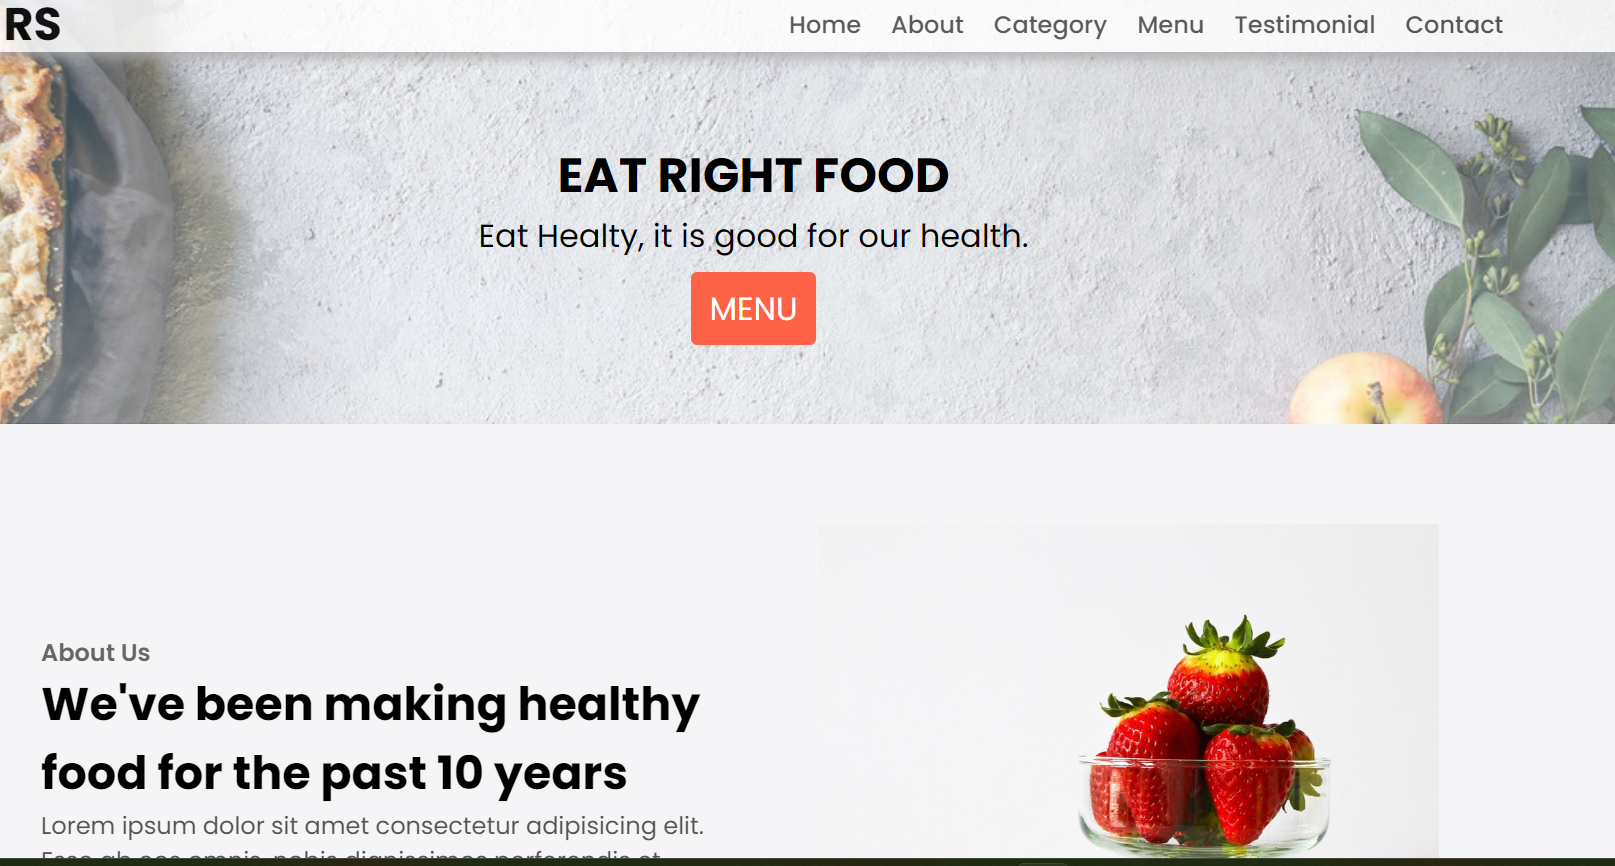 RS
Home About Category Menu Testimonial Contact
EAT RIGHT FOOD
Eat Healty, it is good for our health.
MENU
About Us
We've been making healthy
food for the past 10 years
Lorem ipsum dolor sit amet consectetur adipisicing elit.